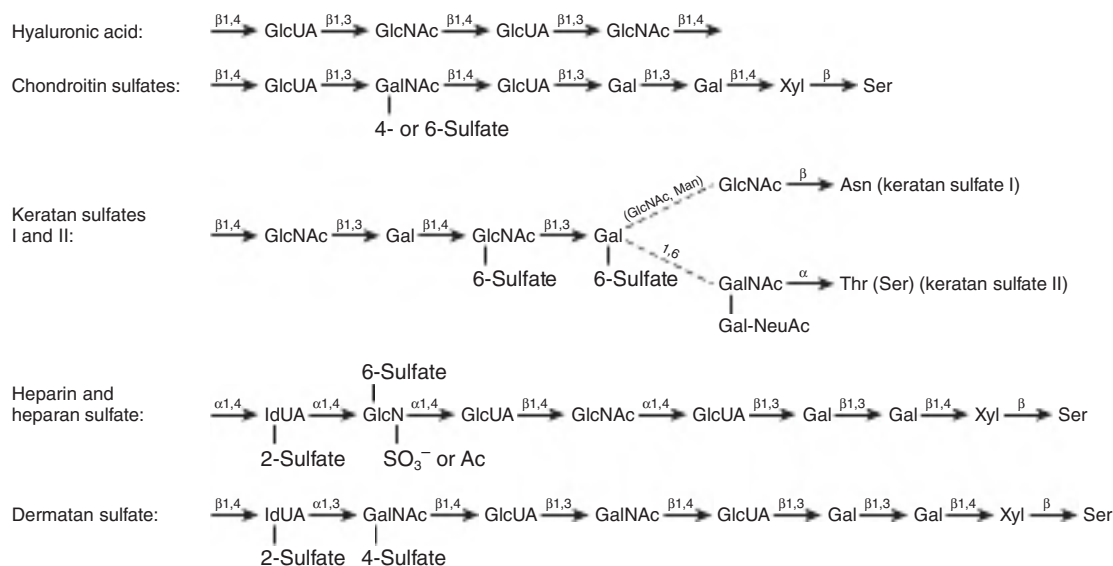 Hyaluronic acid: β1,4 GlcUA β1,3 GlcNAc β1,4 GlcUA β1,3 GlcNAc β1,4
Chondroitin sulfates: β1,4 GlcUA β1,3 GalNAc β1,4 GlcUA β1,3 Gal β1,3 Gal β1,4 Xyl β Ser
4- or 6-Sulfate
(GlcNAc, Man) GlcNAc β Asn (keratan sulfate I)
Keratan sulfates
I and II: β1,4 GlcNAc β1,3 Gal β1,4 GlcNAc β1,3 Gal
6-Sulfate 6-Sulfate
1,6 GalNAc α Thr (Ser) (keratan sulfate II)
Gal-NeuAc
6-Sulfate
Heparin and
heparan sulfate: α1,4 IdUA α1,4 GlcN α1,4 GlcUA β1,4 GlcNAc α1,4 GlcUA β1,3 Gal β1,3 Gal β1,4 Xyl β Ser
2-Sulfate SO₃⁻ or Ac
Dermatan sulfate: β1,4 IdUA α1,3 GalNAc β1,4 GlcUA β1,3 GalNAc β1,4 GlcUA β1,3 Gal β1,3 Gal β1,4 Xyl β Ser
2-Sulfate 4-Sulfate